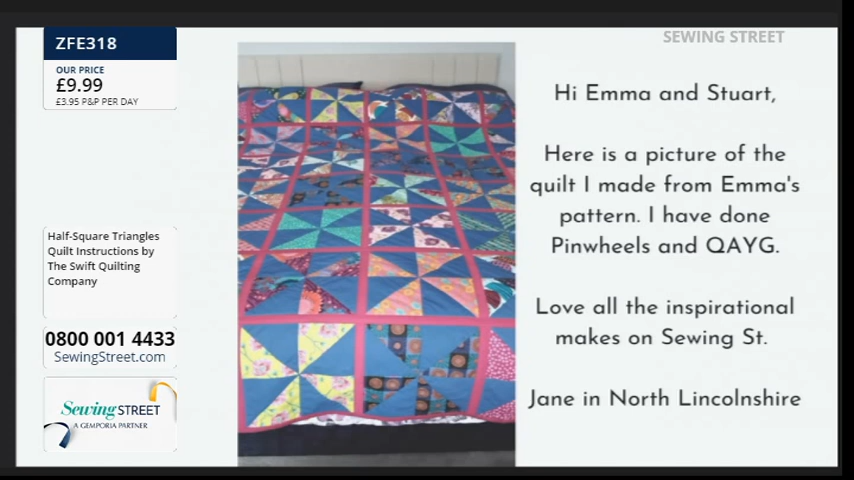 SEWING STREET
ZFE318
OUR PRICE
£9.99
£3.95 P&P PER DAY
Half-Square Triangles
Quilt Instructions by
The Swift Quilting
Company
0800 001 4433
SewingStreet.com
Sewing STREET
A GEMPORIA PARTNER
Hi Emma and Stuart,
Here is a picture of the
quilt I made from Emma's
pattern. I have done
Pinwheels and QAYG.
Love all the inspirational
makes on Sewing St.
Jane in North Lincolnshire